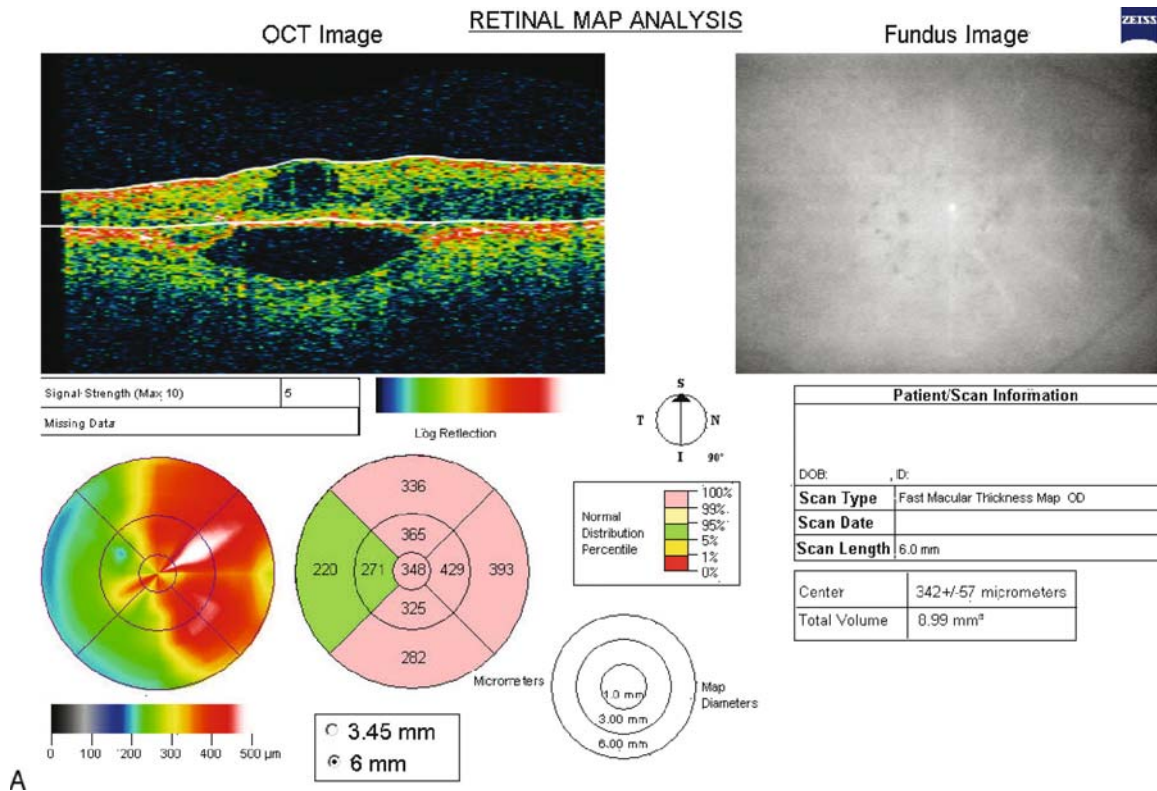 RETINAL MAP ANALYSIS
ZEISS
OCT Image
Fundus Image
Signal Strength (Max 10) 5
Missing Data
Log Reflection
S
T N
I 90°
Patient/Scan Information
DOB: , ID:
Scan Type Fast Macular Thickness Map OD
Scan Date
Scan Length 6.0 mm
Center 342+/-57 micrometers
Total Volume 8.99 mm³
336
365
220 271 348 429 393
325
282
Micrometers
Normal
Distribution
Percentile
100%
99%
95%
5%
1%
0%
1.0 mm
3.00 mm
6.00 mm
Map
Diameters
0 100 200 300 400 500 µm
3.45 mm
6 mm
A